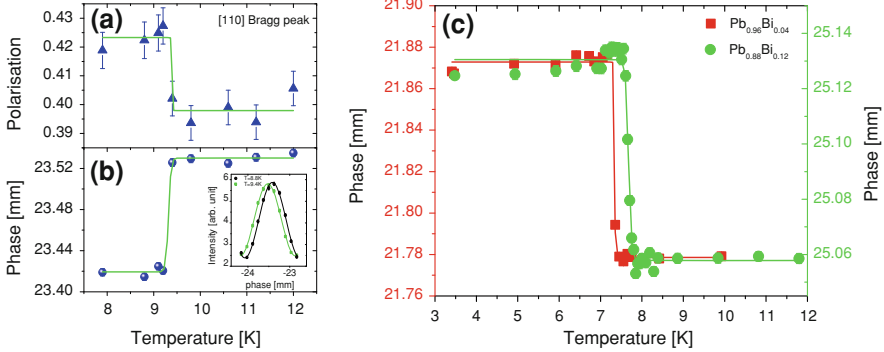 (a)
[110] Bragg peak
0.43
0.42
0.40
0.39
Polarisation
(b)
23.52
23.44
23.40
Phase [mm]
T=8.8K
T=9.4K
6
5
4
3
2
Intensity [arb. unit]
-24
-23
phase [mm]
8
9
10
11
12
Temperature [K]
(c)
Pb0.96Bi0.04
Pb0.88Bi0.12
21.90
21.88
21.86
21.84
21.82
21.80
21.78
21.76
Phase [mm]
25.14
25.12
25.10
25.08
25.06
Phase [mm]
3
4
5
6
7
8
9
10
11
12
Temperature [K]